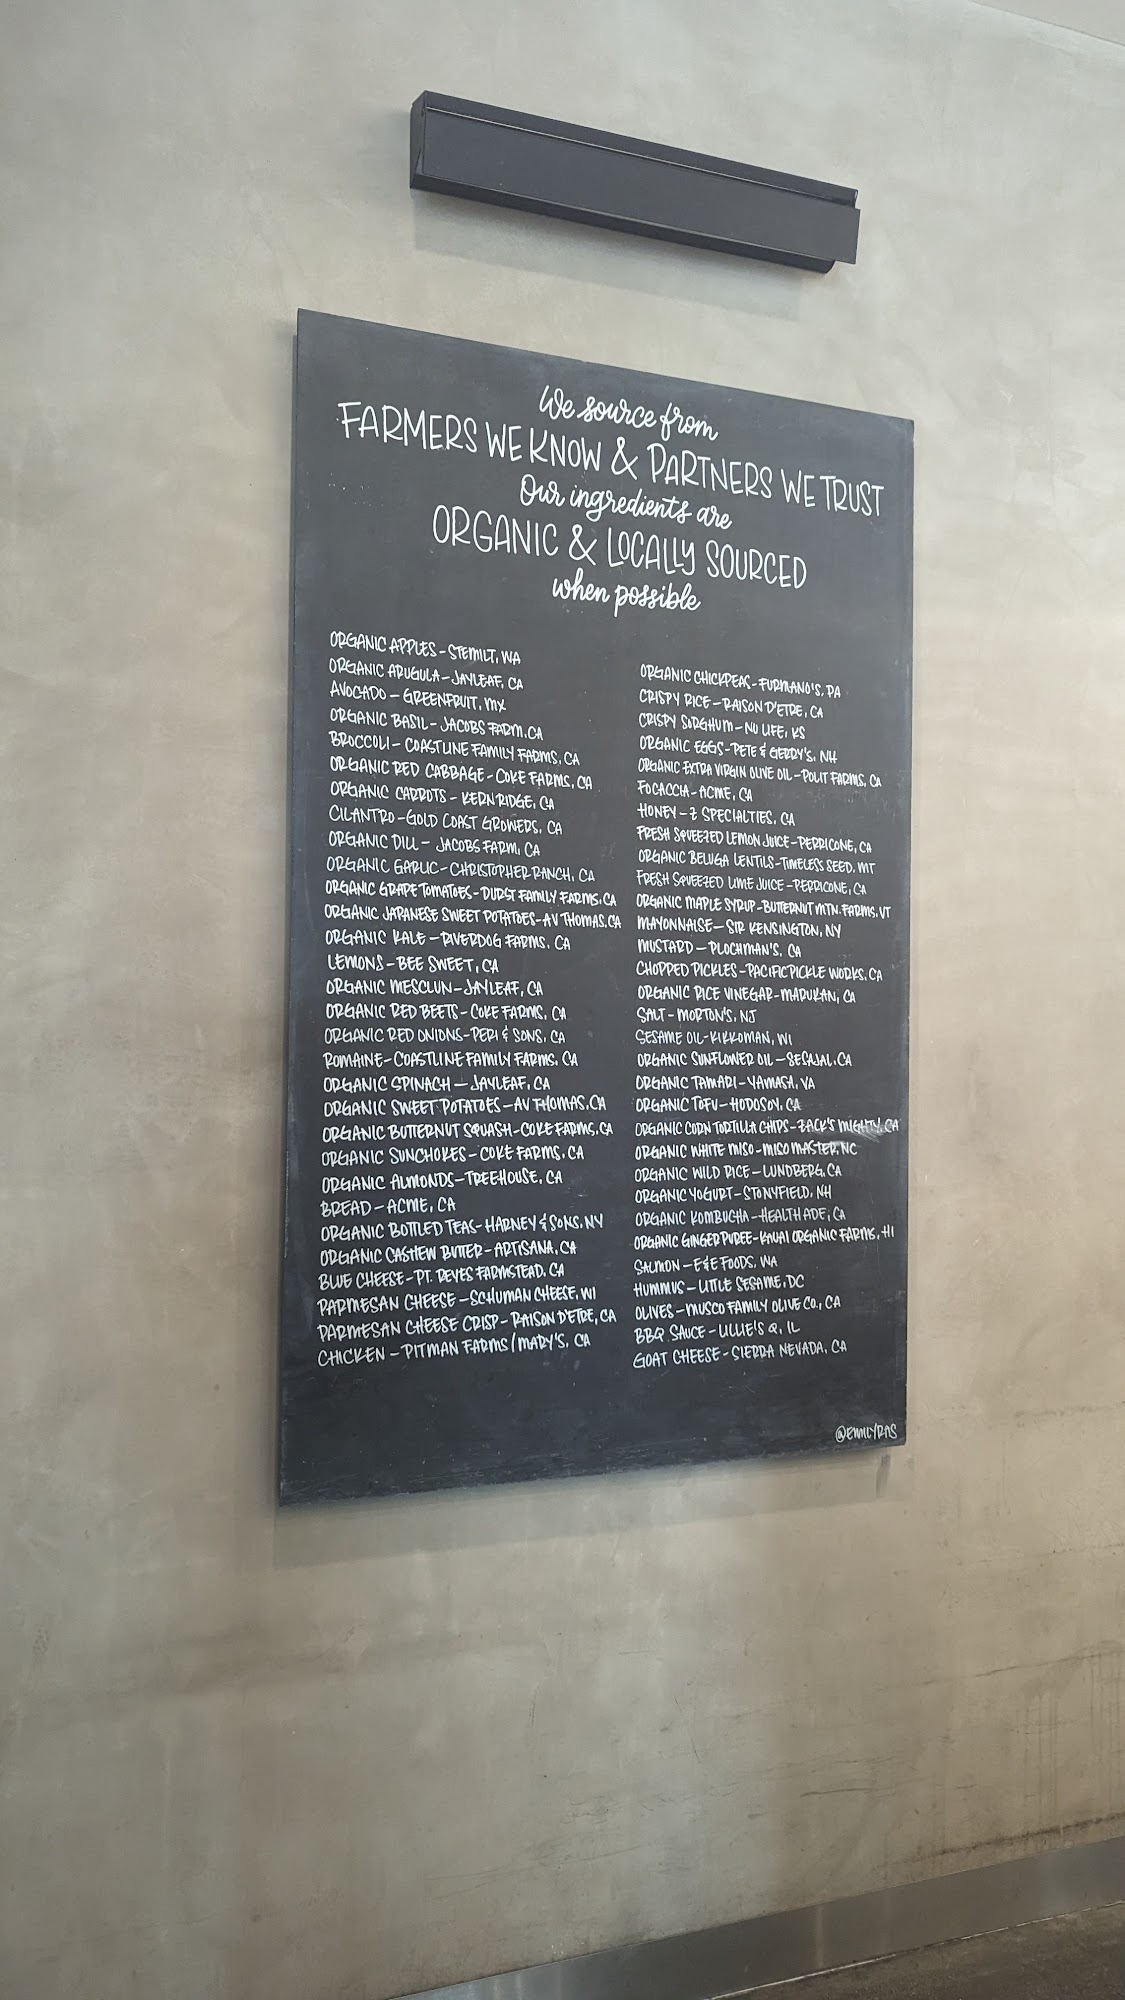 We source from
FARMERS WE KNOW & PARTNERS WE TRUST
Our ingredients are
ORGANIC & LOCALLY SOURCED
when possible
ORGANIC APPLES - STEMILT, WA
ORGANIC ARUGULA - JAYLEAF, CA
AVOCADO - GREENFRUIT, MX
ORGANIC BASIL - JACOBS FARM, CA
BROCCOLI - COASTLINE FAMILY FARMS, CA
ORGANIC RED CABBAGE - COKE FARMS, CA
ORGANIC CARROTS - KERN RIDGE, CA
CILANTRO - GOLD COAST GROWERS, CA
ORGANIC DILL - JACOBS FARM, CA
ORGANIC GARLIC - CHRISTOPHER RANCH, CA
ORGANIC GRAPE TOMATOES - DURST FAMILY FARMS, CA
ORGANIC JAPANESE SWEET POTATOES - AV THOMAS, CA
ORGANIC KALE - RIVERDOG FARMS, CA
LEMONS - BEE SWEET, CA
ORGANIC MESCLUN - JAYLEAF, CA
ORGANIC RED BEETS - COKE FARMS, CA
ORGANIC RED ONIONS - PERI & SONS, CA
ROMAINE - COASTLINE FAMILY FARMS, CA
ORGANIC SPINACH - JAYLEAF, CA
ORGANIC SWEET POTATOES - AV THOMAS, CA
ORGANIC BUTTERNUT SQUASH - COKE FARMS, CA
ORGANIC SUNCHOKES - COKE FARMS, CA
ORGANIC ALMONDS - TREEHOUSE, CA
BREAD - ACME, CA
ORGANIC BOTTLED TEAS - HARNEY & SONS, NY
ORGANIC CASHEW BUTTER - ARTISANA, CA
BLUE CHEESE - PT. REYES FARMSTEAD, CA
PARMESAN CHEESE - SCHUMAN CHEESE, WI
PARMESAN CHEESE CRISP - RAISON D'ETRE, CA
CHICKEN - PITMAN FARMS / MARY'S, CA
ORGANIC CHICKPEAS - FURMANO'S, PA
CRISPY RICE - RAISON D'ETRE, CA
CRISPY SORGHUM - NU LIFE, KS
ORGANIC EGGS - PETE & GERRY'S, NH
ORGANIC EXTRA VIRGIN OLIVE OIL - POLIT FARMS, CA
FOCACCIA - ACME, CA
HONEY - Z SPECIALTIES, CA
FRESH SQUEEZED LEMON JUICE - PERRICONE, CA
ORGANIC BELUGA LENTILS - TIMELESS SEED, MT
FRESH SQUEEZED LIME JUICE - PERRICONE, CA
ORGANIC MAPLE SYRUP - BUTTERNUT MTN. FARMS, VT
MAYONNAISE - SIR KENSINGTON, NY
MUSTARD - PLOCHMAN'S, CA
CHOPPED PICKLES - PACIFIC PICKLE WORKS, CA
ORGANIC RICE VINEGAR - MARUKAN, CA
SALT - MORTON'S, NJ
SESAME OIL - KIKKOMAN, WI
ORGANIC SUNFLOWER OIL - SESAJAL, CA
ORGANIC TAMARI - YAMASA, VA
ORGANIC TOFU - HODO SOY, CA
ORGANIC CORN TORTILLA CHIPS - ZACK'S MIGHTY, CA
ORGANIC WHITE MISO - MISO MASTER, NC
ORGANIC WILD RICE - LUNDBERG, CA
ORGANIC YOGURT - STONYFIELD, NH
ORGANIC KOMBUCHA - HEALTH ADE, CA
ORGANIC GINGER PUREE - KAUAI ORGANIC FARMS, HI
SALMON - E&E FOODS, WA
HUMMUS - LITTLE SESAME, DC
OLIVES - MUSCO FAMILY OLIVE CO., CA
BBQ SAUCE - LILLIE'S Q, IL
GOAT CHEESE - SIERRA NEVADA, CA
@EMILYRAS